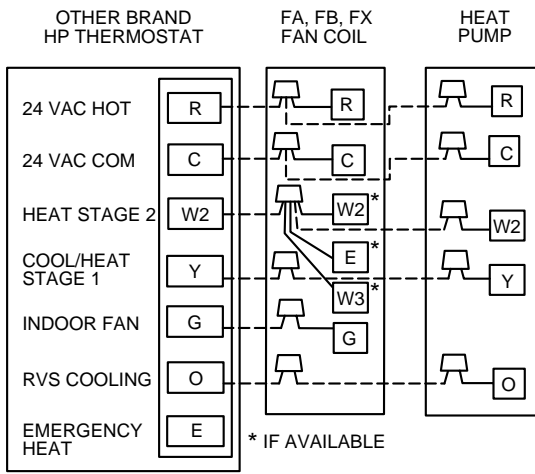 OTHER BRAND
HP THERMOSTAT
FA, FB, FX
FAN COIL
HEAT
PUMP
24 VAC HOT
R
R
R
24 VAC COM
C
C
C
HEAT STAGE 2
W2
W2 *
W2
E *
COOL/HEAT
STAGE 1
Y
Y
W3 *
INDOOR FAN
G
G
RVS COOLING
O
O
EMERGENCY
HEAT
E
* IF AVAILABLE